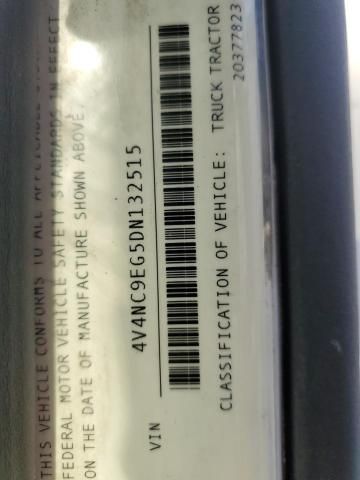 THIS VEHICLE CONFORMS TO ALL APPLICABLE
FEDERAL MOTOR VEHICLE SAFETY STANDARDS IN EFFECT
ON THE DATE OF MANUFACTURE SHOWN ABOVE.
VIN 4V4NC9EG5DN132515
CLASSIFICATION OF VEHICLE: TRUCK TRACTOR
20377823